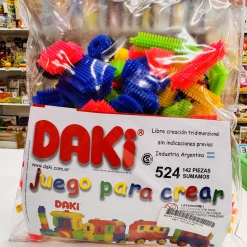 DAKi
Libre creación tridimensional
sin indicaciones previas
Industria Argentina
524 142 PIEZAS
SUMAMOS
www.daki.com.ar
juego para crear
DAKi